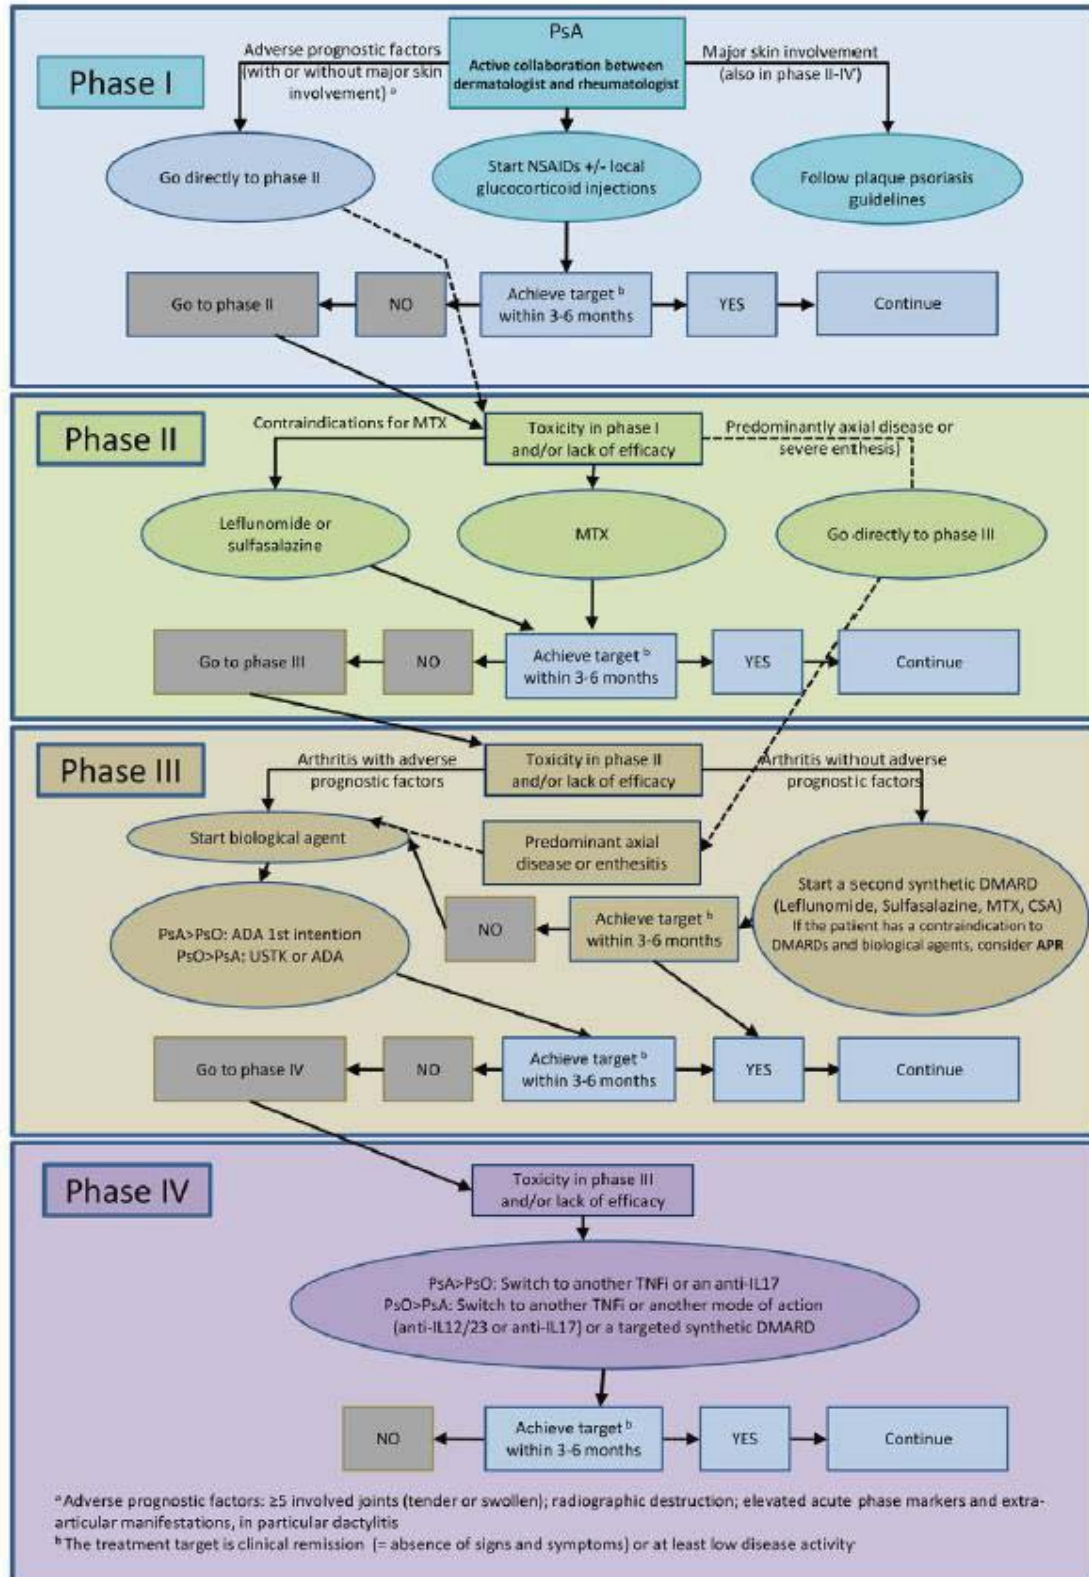 PsA
Active collaboration between
dermatologist and rheumatologist
Adverse prognostic factors
(with or without major skin
involvement) a
Major skin involvement
(also in phase II-IV)
Phase I
Go directly to phase II
Start NSAIDs +/- local
glucocorticoid injections
Follow plaque psoriasis
guidelines
Go to phase II
NO
Achieve target b
within 3-6 months
YES
Continue
Phase II
Contraindications for MTX
Toxicity in phase I
and/or lack of efficacy
Predominantly axial disease or
severe enthesis)
Leflunomide or
sulfasalazine
MTX
Go directly to phase III
Go to phase III
NO
Achieve target b
within 3-6 months
YES
Continue
Phase III
Arthritis with adverse
prognostic factors
Toxicity in phase II
and/or lack of efficacy
Arthritis without adverse
prognostic factors
Start biological agent
Predominant axial
disease or enthesitis
Start a second synthetic DMARD
(Leflunomide, Sulfasalazine, MTX, CSA)
If the patient has a contraindication to
DMARDs and biological agents, consider APR
NO
Achieve target b
within 3-6 months
PsA>PsO: ADA 1st intention
PsO>PsA: USTK or ADA
Go to phase IV
NO
Achieve target b
within 3-6 months
YES
Continue
Phase IV
Toxicity in phase III
and/or lack of efficacy
PsA>PsO: Switch to another TNFi or an anti-IL17
PsO>PsA: Switch to another TNFi or another mode of action
(anti-IL12/23 or anti-IL17) or a targeted synthetic DMARD
NO
Achieve target b
within 3-6 months
YES
Continue
a Adverse prognostic factors: ≥5 involved joints (tender or swollen); radiographic destruction; elevated acute phase markers and extra-
articular manifestations, in particular dactylitis
b The treatment target is clinical remission (= absence of signs and symptoms) or at least low disease activity